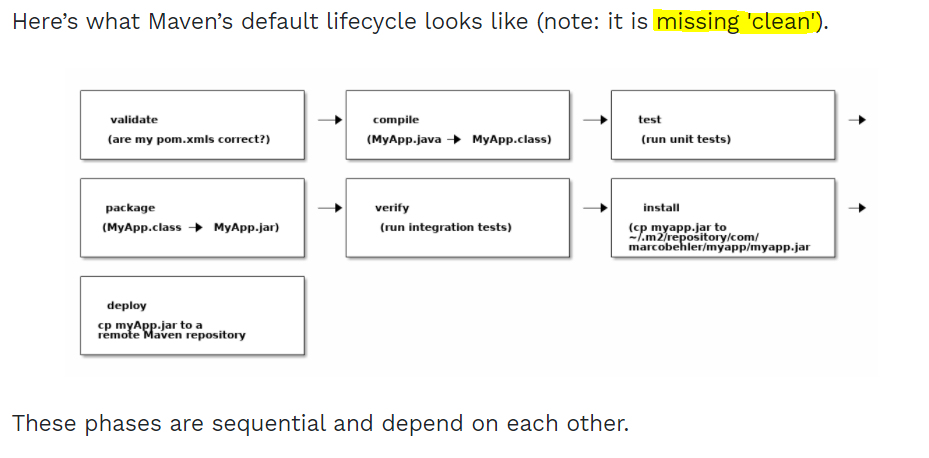 Here’s what Maven’s default lifecycle looks like (note: it is missing 'clean').
validate
(are my pom.xmls correct?)
compile
(MyApp.java → MyApp.class)
test
(run unit tests)
package
(MyApp.class → MyApp.jar)
verify
(run integration tests)
install
(cp myapp.jar to
~/.m2/repository/com/
marcobehler/myapp/myapp.jar
deploy
cp myApp.jar to a
remote Maven repository
These phases are sequential and depend on each other.